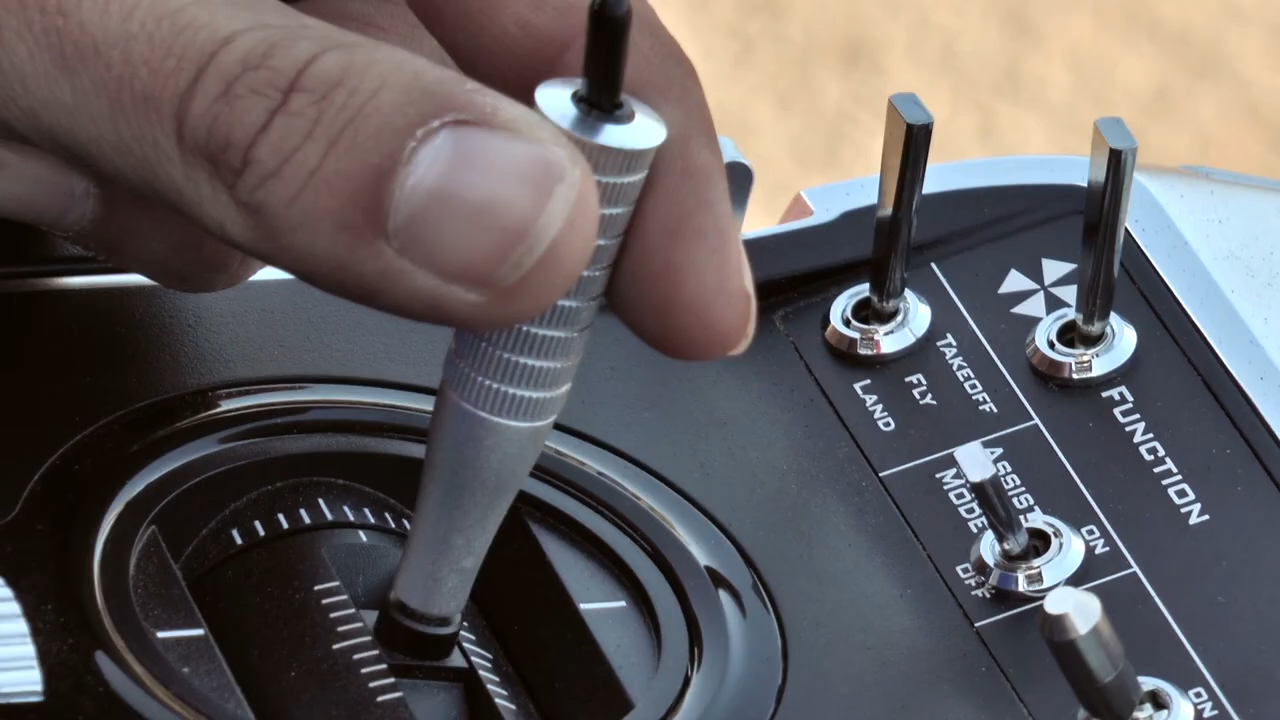 TAKEOFF
FLY
LAND
FUNCTION
ASSIST
MODE
ON
OFF
ON